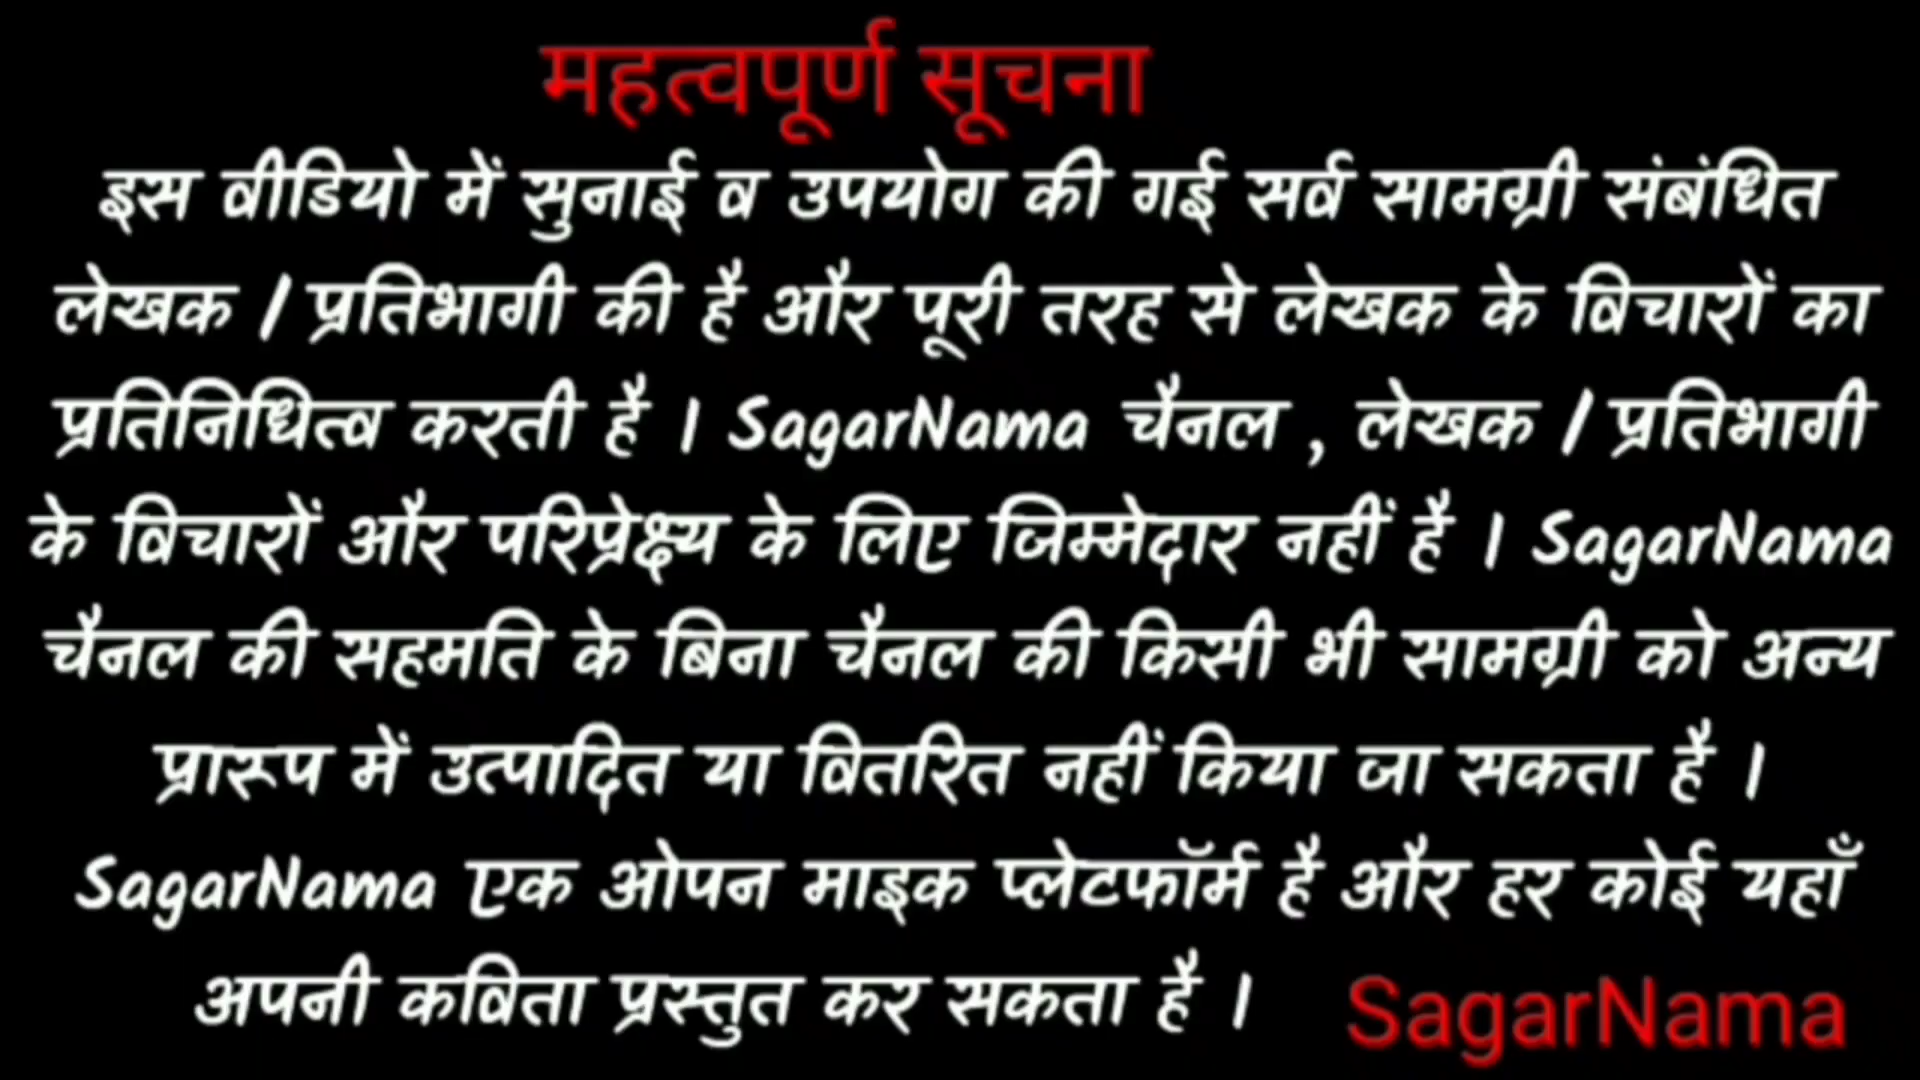 महत्वपूर्ण सूचना
इस वीडियो में सुनाई व उपयोग की गई सर्व सामग्री संबंधित
लेखक / प्रतिभागी की है और पूरी तरह से लेखक के विचारों का
प्रतिनिधित्व करती है । SagarNama चैनल , लेखक / प्रतिभागी
के विचारों और परिप्रेक्ष्य के लिए जिम्मेदार नहीं है । SagarNama
चैनल की सहमति के बिना चैनल की किसी भी सामग्री को अन्य
प्रारूप में उत्पादित या वितरित नहीं किया जा सकता है ।
SagarNama एक ओपन माइक प्लेटफॉर्म है और हर कोई यहाँ
अपनी कविता प्रस्तुत कर सकता है । SagarNama